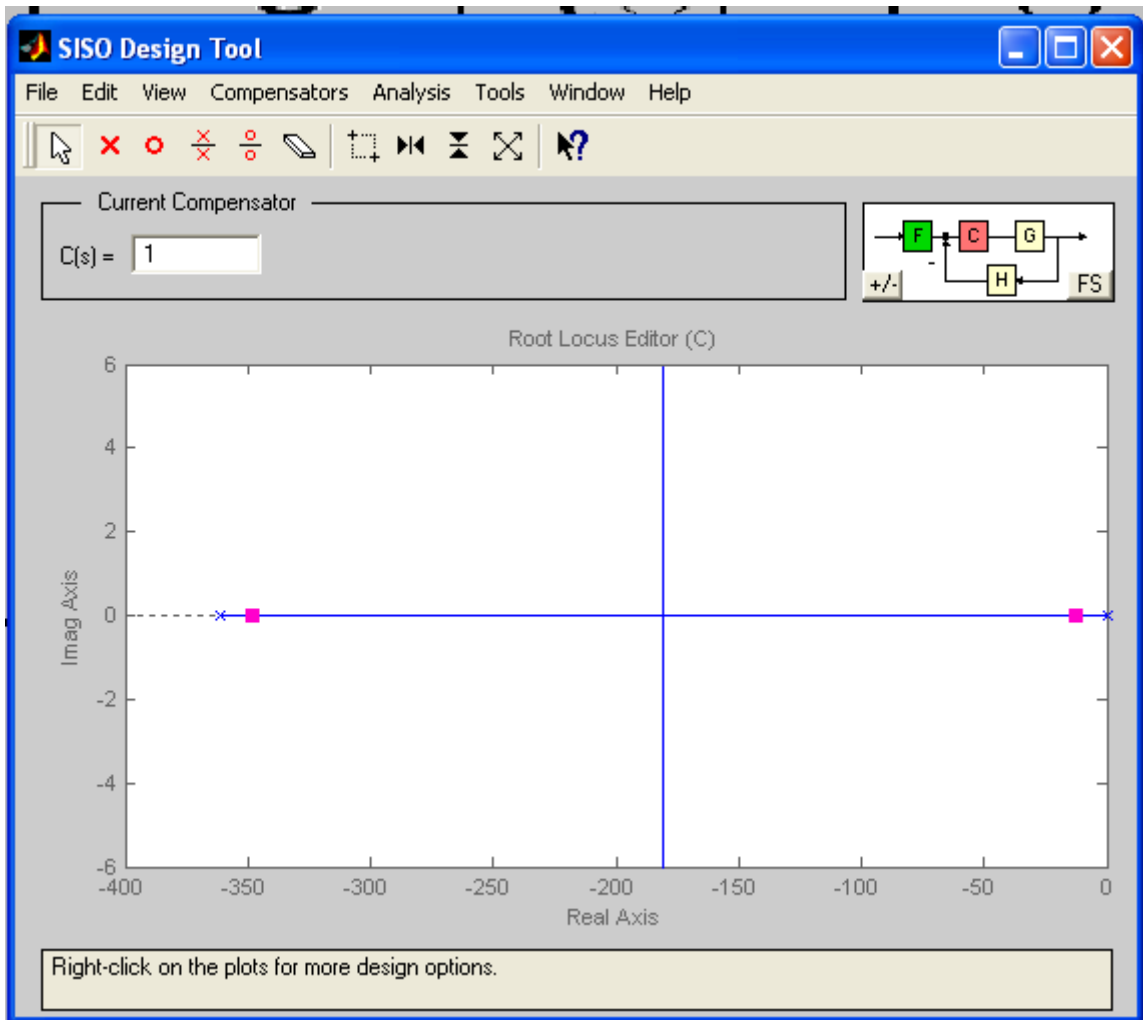 SISO Design Tool
File Edit View Compensators Analysis Tools Window Help
Current Compensator
C(s) = 1
F C G
- 
+/- H FS
Root Locus Editor (C)
6
4
2
0
-2
-4
-6
Imag Axis
-400 -350 -300 -250 -200 -150 -100 -50 0
Real Axis
Right-click on the plots for more design options.